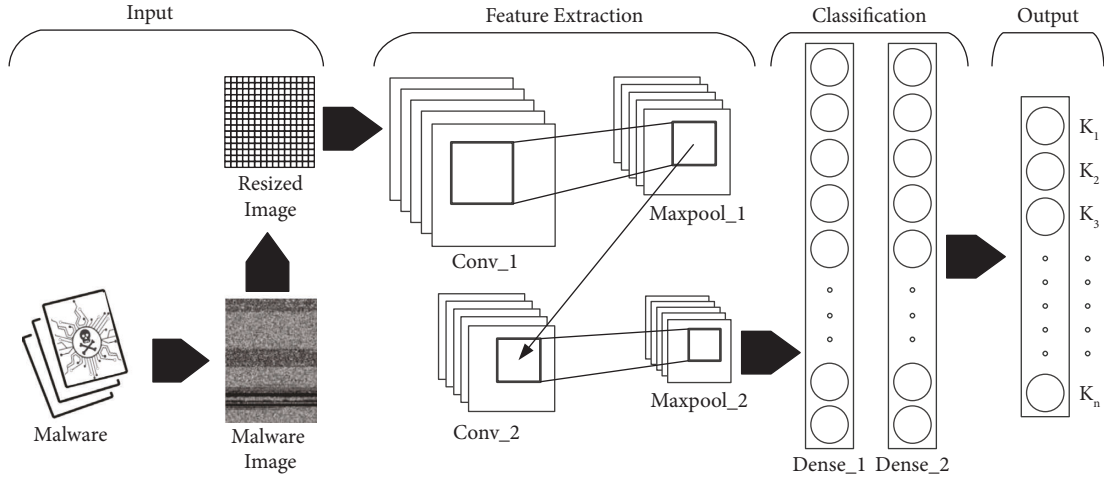 Input
Feature Extraction
Classification
Output
Resized
Image
Malware
Malware
Image
Conv_1
Maxpool_1
Conv_2
Maxpool_2
Dense_1
Dense_2
K1
K2
K3
Kn